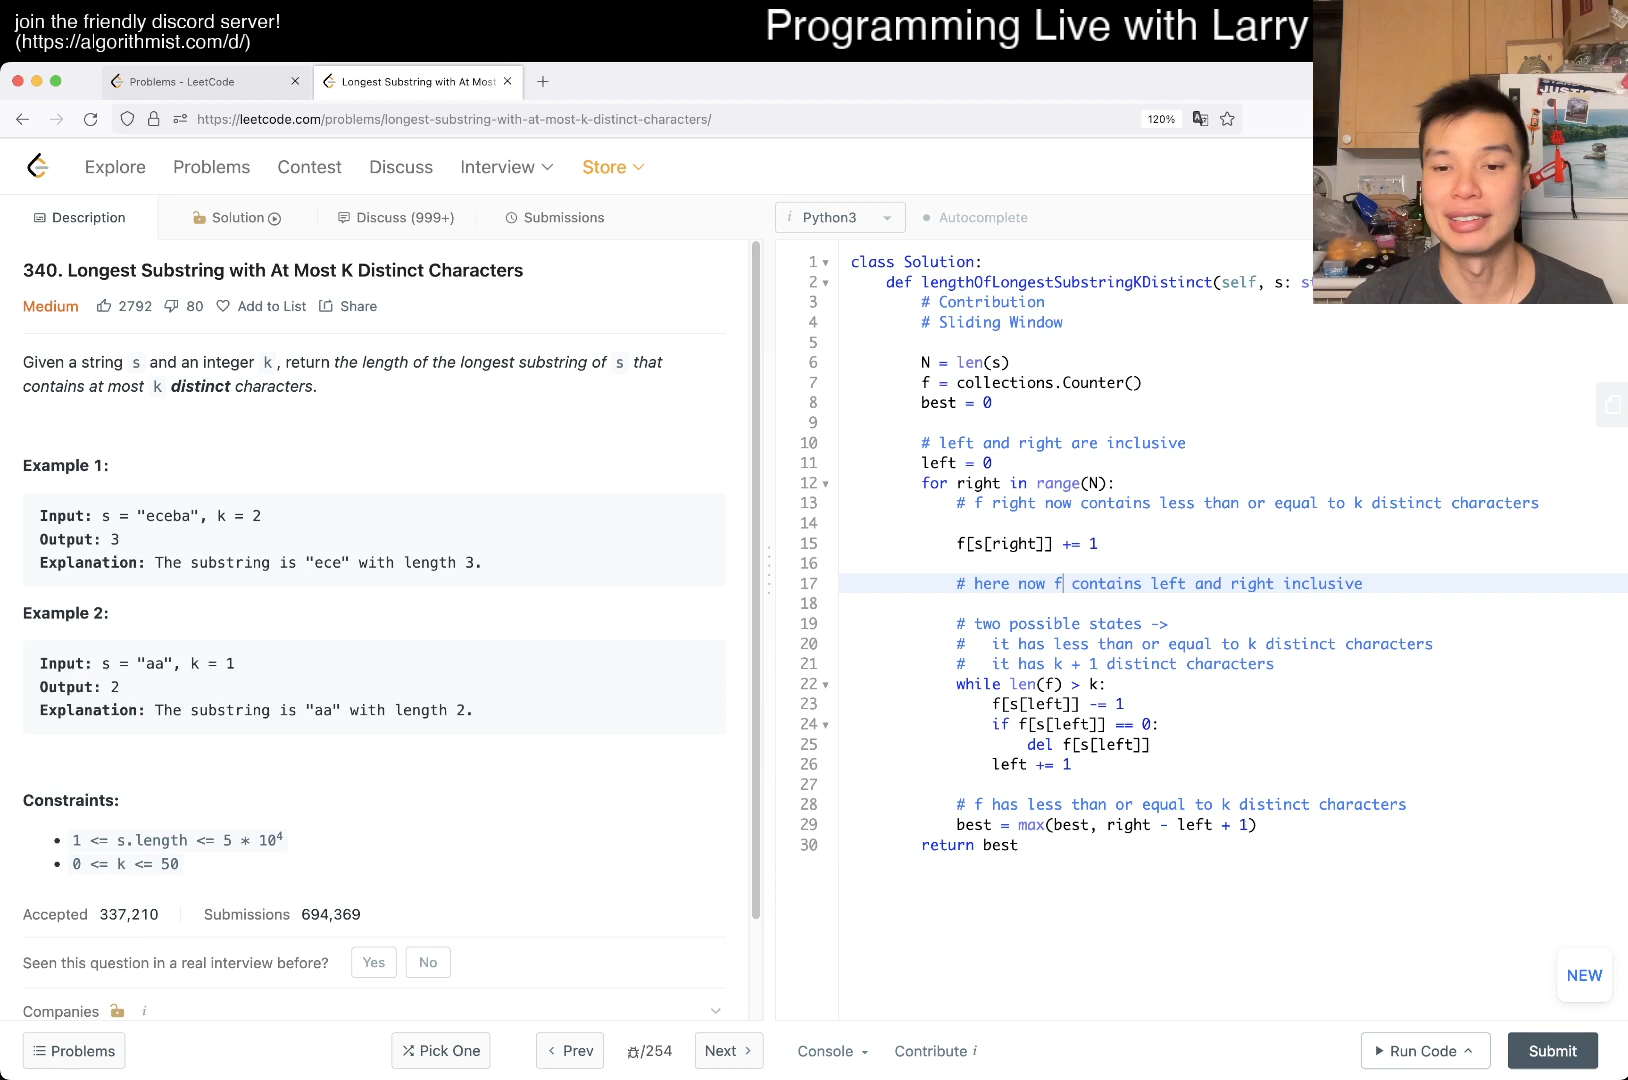 join the friendly discord server!
(https://algorithmist.com/d/)
Programming Live with Larry
Problems - LeetCode
Longest Substring with At Most
https://leetcode.com/problems/longest-substring-with-at-most-k-distinct-characters/
120%
Explore
Problems
Contest
Discuss
Interview
Store
Description
Solution
Discuss (999+)
Submissions
i Python3
Autocomplete
340. Longest Substring with At Most K Distinct Characters
Medium
2792
80
Add to List
Share
Given a string s and an integer k, return the length of the longest substring of s that
contains at most k distinct characters.
Example 1:
Input: s = "eceba", k = 2
Output: 3
Explanation: The substring is "ece" with length 3.
Example 2:
Input: s = "aa", k = 1
Output: 2
Explanation: The substring is "aa" with length 2.
Constraints:
1 <= s.length <= 5 * 10⁴
0 <= k <= 50
Accepted 337,210
Submissions 694,369
Seen this question in a real interview before?
Yes
No
Companies i
1 class Solution:
2 def lengthOfLongestSubstringKDistinct(self, s: st
3 # Contribution
4 # Sliding Window
5
6 N = len(s)
7 f = collections.Counter()
8 best = 0
9
10 # left and right are inclusive
11 left = 0
12 for right in range(N):
13 # f right now contains less than or equal to k distinct characters
14
15 f[s[right]] += 1
16
17 # here now f contains left and right inclusive
18
19 # two possible states ->
20 # it has less than or equal to k distinct characters
21 # it has k + 1 distinct characters
22 while len(f) > k:
23 f[s[left]] -= 1
24 if f[s[left]] == 0:
25 del f[s[left]]
26 left += 1
27
28 # f has less than or equal to k distinct characters
29 best = max(best, right - left + 1)
30 return best
NEW
Problems
Pick One
Prev
/254
Next
Console
Contribute i
Run Code
Submit